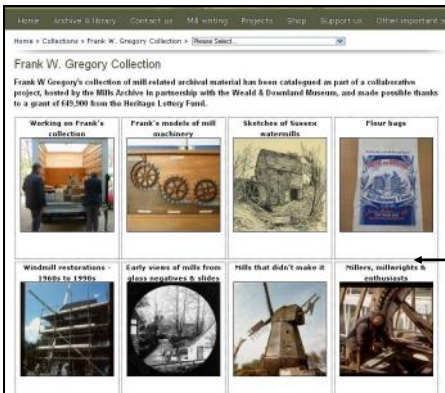 Home Archive & library Contact us Mill writing Projects Shop Support us Other important
Home » Collections » Frank W. Gregory Collection » Please Select...
Frank W. Gregory Collection
Frank W Gregory's collection of mill-related archival material has been catalogued as part of a collaborative
project, hosted by the Mills Archive in partnership with the Weald & Downland Museum, and made possible thanks
to a grant of £49,900 from the Heritage Lottery Fund.
Working on Frank's
collection
Frank's models of mill
machinery
Sketches of Sussex
watermills
Flour bags
Windmill restorations -
1960s to 1990s
Early views of mills from
glass negatives & slides
Mills that didn't make it
Millers, millwrights &
enthusiasts